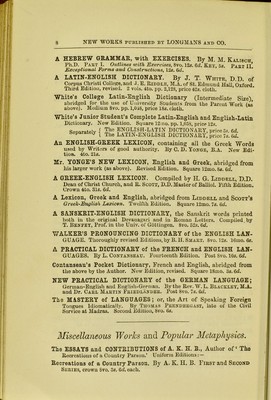 8 NEW WORKS PUBLISHED BY LONGMANS AND CO.
A HEBREW GRAMMAR, with EXERCISES. By M. M. KALISCH,
Ph.D. PART I. Outlines with Exercises, 8vo. 12s. 6d. KEY, 5s. PART II.
Exceptional Forms and Constructions, 12s. 6d.
A LATIN-ENGLISH DICTIONARY. By J. T. WHITE, D.D. of
Corpus Christi College, and J. E. RIDDLE, M.A. of St. Edmund Hall, Oxford.
Third Edition, revised. 2 vols. 4to. pp. 2,128, price 42s. cloth.
White's College Latin-English Dictionary (Intermediate Size),
abridged for the use of University Students from the Parent Work (as
above). Medium 8vo. pp. 1,048, price 18s. cloth.
White's Junior Student's Complete Latin-English and English-Latin
Dictionary. New Edition. Square 12mo. pp. 1,058, price 12s.
Separately { The ENGLISH-LATIN DICTIONARY, price 5s. 6d.
The LATIN-ENGLISH DICTIONARY, price 7s. 6d.
An ENGLISH-GREEK LEXICON, containing all the Greek Words
used by Writers of good authority. By C. D. YONGE, B.A. New Edi-
tion. 4to. 21s.
Mr. YONGE'S NEW LEXICON, English and Greek, abridged from
his larger work (as above). Revised Edition. Square 12mo. 8s. 6d.
A GREEK-ENGLISH LEXICON. Compiled by H. G. LIDDELL, D.D.
Dean of Christ Church, and R. SCOTT, D.D. Master of Balliol. Fifth Edition.
Crown 4to. 31s. 6d.
A Lexicon, Greek and English, abridged from LIDDELL and SCOTT'S
Greek-English Lexicon. Twelfth Edition. Square 12mo. 7s. 6d.
A SANSKRIT-ENGLISH DICTIONARY, the Sanskrit words printed
both in the original Devanagari and in Roman Letters. Compiled by
T. BENFEY, Prof. in the Univ. of Göttingen. 8vo. 52s. 6d.
WALKER'S PRONOUNCING DICTIONARY of the ENGLISH LAN-
GUAGE. Thoroughly revised Editions, by B. H. SMART. 8vo. 12s. 16mo. 6s.
A PRACTICAL DICTIONARY of the FRENCH and ENGLISH LAN-
GUAGES. By L. CONTANSEAU. Fourteenth Edition. Post 8vo. 10s. 6d.
Contanseau's Pocket Dictionary, French and English, abridged from
the above by the Author. New Edition, revised. Square 18mo. 3s. 6d.
NEW PRACTICAL DICTIONARY of the GERMAN LANGUAGE;
German-English and English-German. By the Rev. W. L. BLACKLEY, M.A.
and Dr. CARL MARTIN FRIEDLÄNDER. Post 8vo. 7s. 6d.
The MASTERY of LANGUAGES; or, the Art of Speaking Foreign
Tongues Idiomatically. By THOMAS PRENDERGAST, late of the Civil
Service at Madras. Second Edition, 8vo. 6s.
Miscellaneous Works and Popular Metaphysics.
The ESSAYS and CONTRIBUTIONS of A. K. H. B., Author of 'The
Recreations of a Country Parson.' Uniform Editions:—
Recreations of a Country Parson. By A. K. H. B. FIRST and SECOND
SERIES, crown 8vo. 3s. 6d. each.